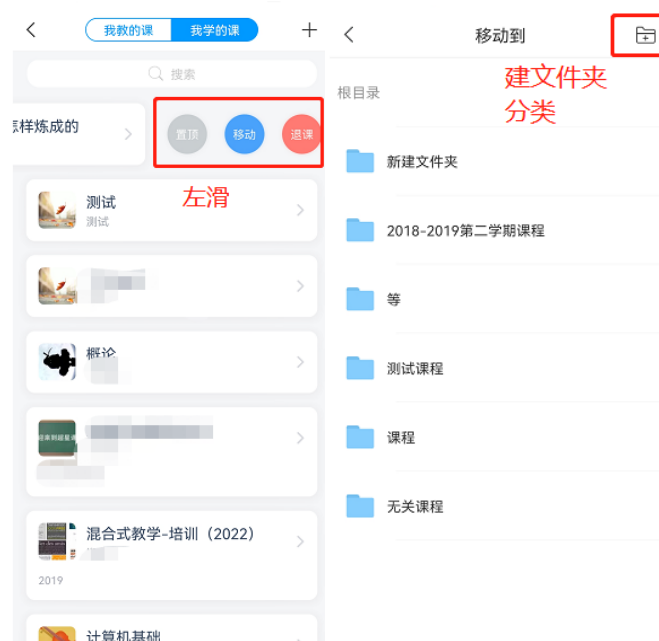 我教的课
我学的课
搜索
怎样炼成的
置顶
移动
退课
左滑
测试
测试
概论
混合式教学-培训（2022）
2019
计算机基础
移动到
建文件夹
分类
根目录
新建文件夹
2018-2019第二学期课程
等
测试课程
课程
无关课程